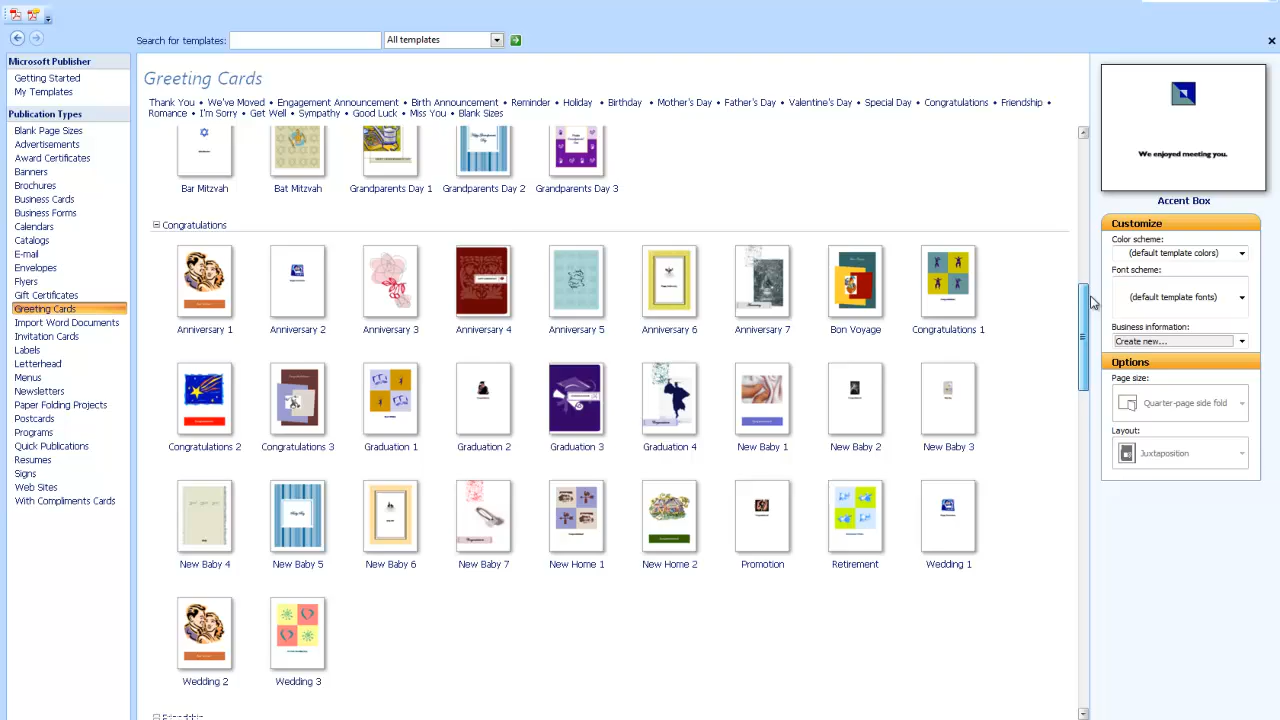 Search for templates:
All templates
Microsoft Publisher
Getting Started
My Templates
Publication Types
Blank Page Sizes
Advertisements
Award Certificates
Banners
Brochures
Business Cards
Business Forms
Calendars
Catalogs
E-mail
Envelopes
Flyers
Gift Certificates
Greeting Cards
Import Word Documents
Invitation Cards
Labels
Letterhead
Menus
Newsletters
Paper Folding Projects
Postcards
Programs
Quick Publications
Resumes
Signs
Web Sites
With Compliments Cards
Greeting Cards
Thank You • We've Moved • Engagement Announcement • Birth Announcement • Reminder • Holiday • Birthday • Mother's Day • Father's Day • Valentine's Day • Special Day • Congratulations • Friendship •
Romance • I'm Sorry • Get Well • Sympathy • Good Luck • Miss You • Blank Sizes
Bar Mitzvah Bat Mitzvah Grandparents Day 1 Grandparents Day 2 Grandparents Day 3
Congratulations
Anniversary 1 Anniversary 2 Anniversary 3 Anniversary 4 Anniversary 5 Anniversary 6 Anniversary 7 Bon Voyage Congratulations 1
Congratulations 2 Congratulations 3 Graduation 1 Graduation 2 Graduation 3 Graduation 4 New Baby 1 New Baby 2 New Baby 3
New Baby 4 New Baby 5 New Baby 6 New Baby 7 New Home 1 New Home 2 Promotion Retirement Wedding 1
Wedding 2 Wedding 3
We enjoyed meeting you.
Accent Box
Customize
Color scheme:
(default template colors)
Font scheme:
(default template fonts)
Business information:
Create new...
Options
Page size:
Quarter-page side fold
Layout:
Juxtaposition